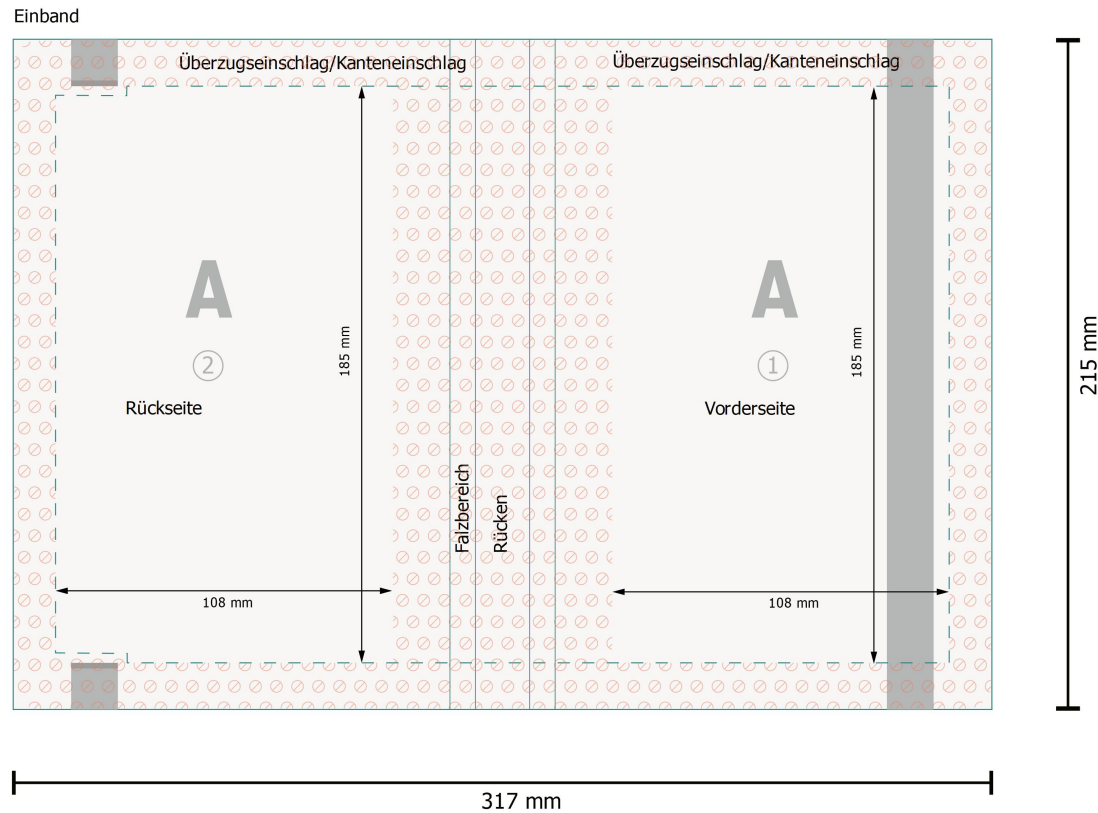 Einband
Überzugseinschlag/Kanteneinschlag
Überzugseinschlag/Kanteneinschlag
A
A
185 mm
185 mm
2
1
Rückseite
Vorderseite
215 mm
Falzbereich
Rücken
108 mm
108 mm
317 mm